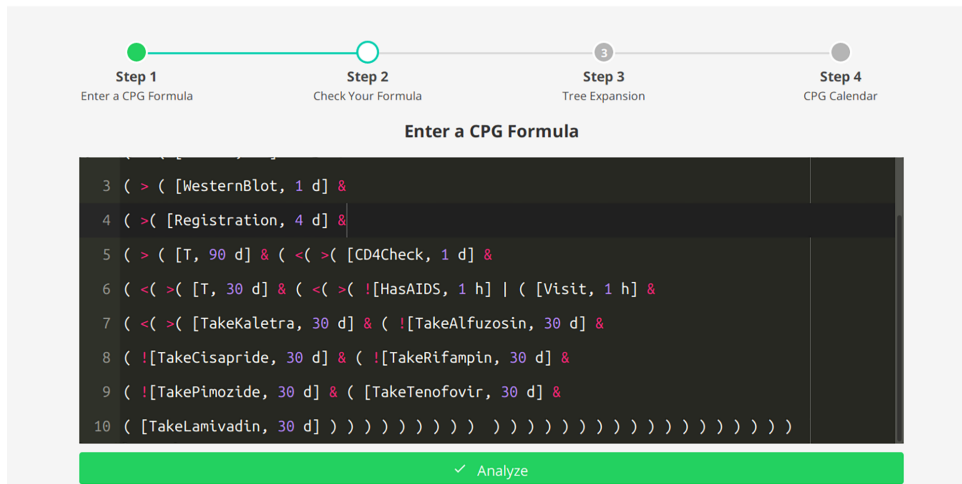 3
Step 1
Step 2
Step 3
Step 4
Enter a CPG Formula
Check Your Formula
Tree Expansion
CPG Calendar
Enter a CPG Formula
3 ( > ( [WesternBlot, 1 d] &
4 ( >( [Registration, 4 d] &
5 ( > ( [T, 90 d] & ( <( >( [CD4Check, 1 d] &
6 ( <( >( [T, 30 d] & ( <( >( ![HasAIDS, 1 h] | ( [Visit, 1 h] &
7 ( <( >( [TakeKaletra, 30 d] & ( ![TakeAlfuzosin, 30 d] &
8 ( ![TakeCisapride, 30 d] & ( ![TakeRifampin, 30 d] &
9 ( ![TakePimozide, 30 d] & ( [TakeTenofovir, 30 d] &
10 ( [TakeLamivadin, 30 d] ) ) ) ) ) ) ) ) )  ) ) ) ) ) ) ) ) ) ) ) ) ) ) ) ) ) )
Analyze